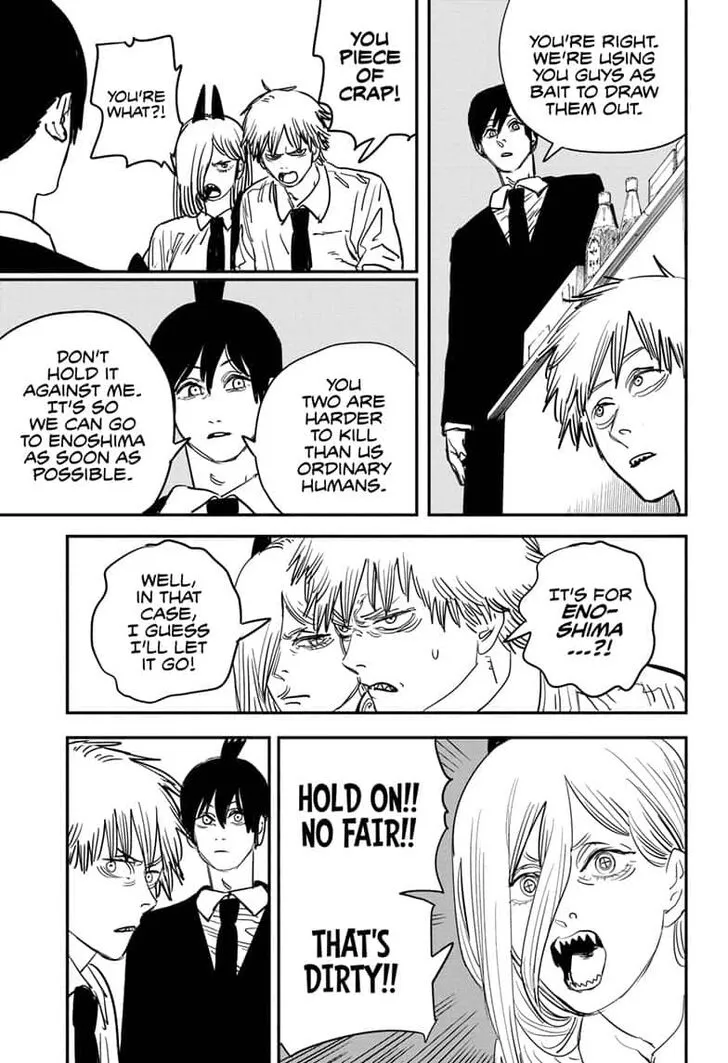 YOU'RE RIGHT.
WE'RE USING
YOU GUYS AS
BAIT TO DRAW
THEM OUT.
YOU
PIECE
OF
CRAP!
YOU'RE
WHAT?!
YOU
TWO ARE
HARDER
TO KILL
THAN US
ORDINARY
HUMANS.
DON'T
HOLD IT
AGAINST ME.
IT'S SO
WE CAN GO
TO ENOSHIMA
AS SOON AS
POSSIBLE.
IT'S FOR
ENO-
SHIMA
...?!
WELL,
IN THAT
CASE,
I GUESS
I'LL LET
IT GO!
HOLD ON!!
NO FAIR!!
THAT'S
DIRTY!!